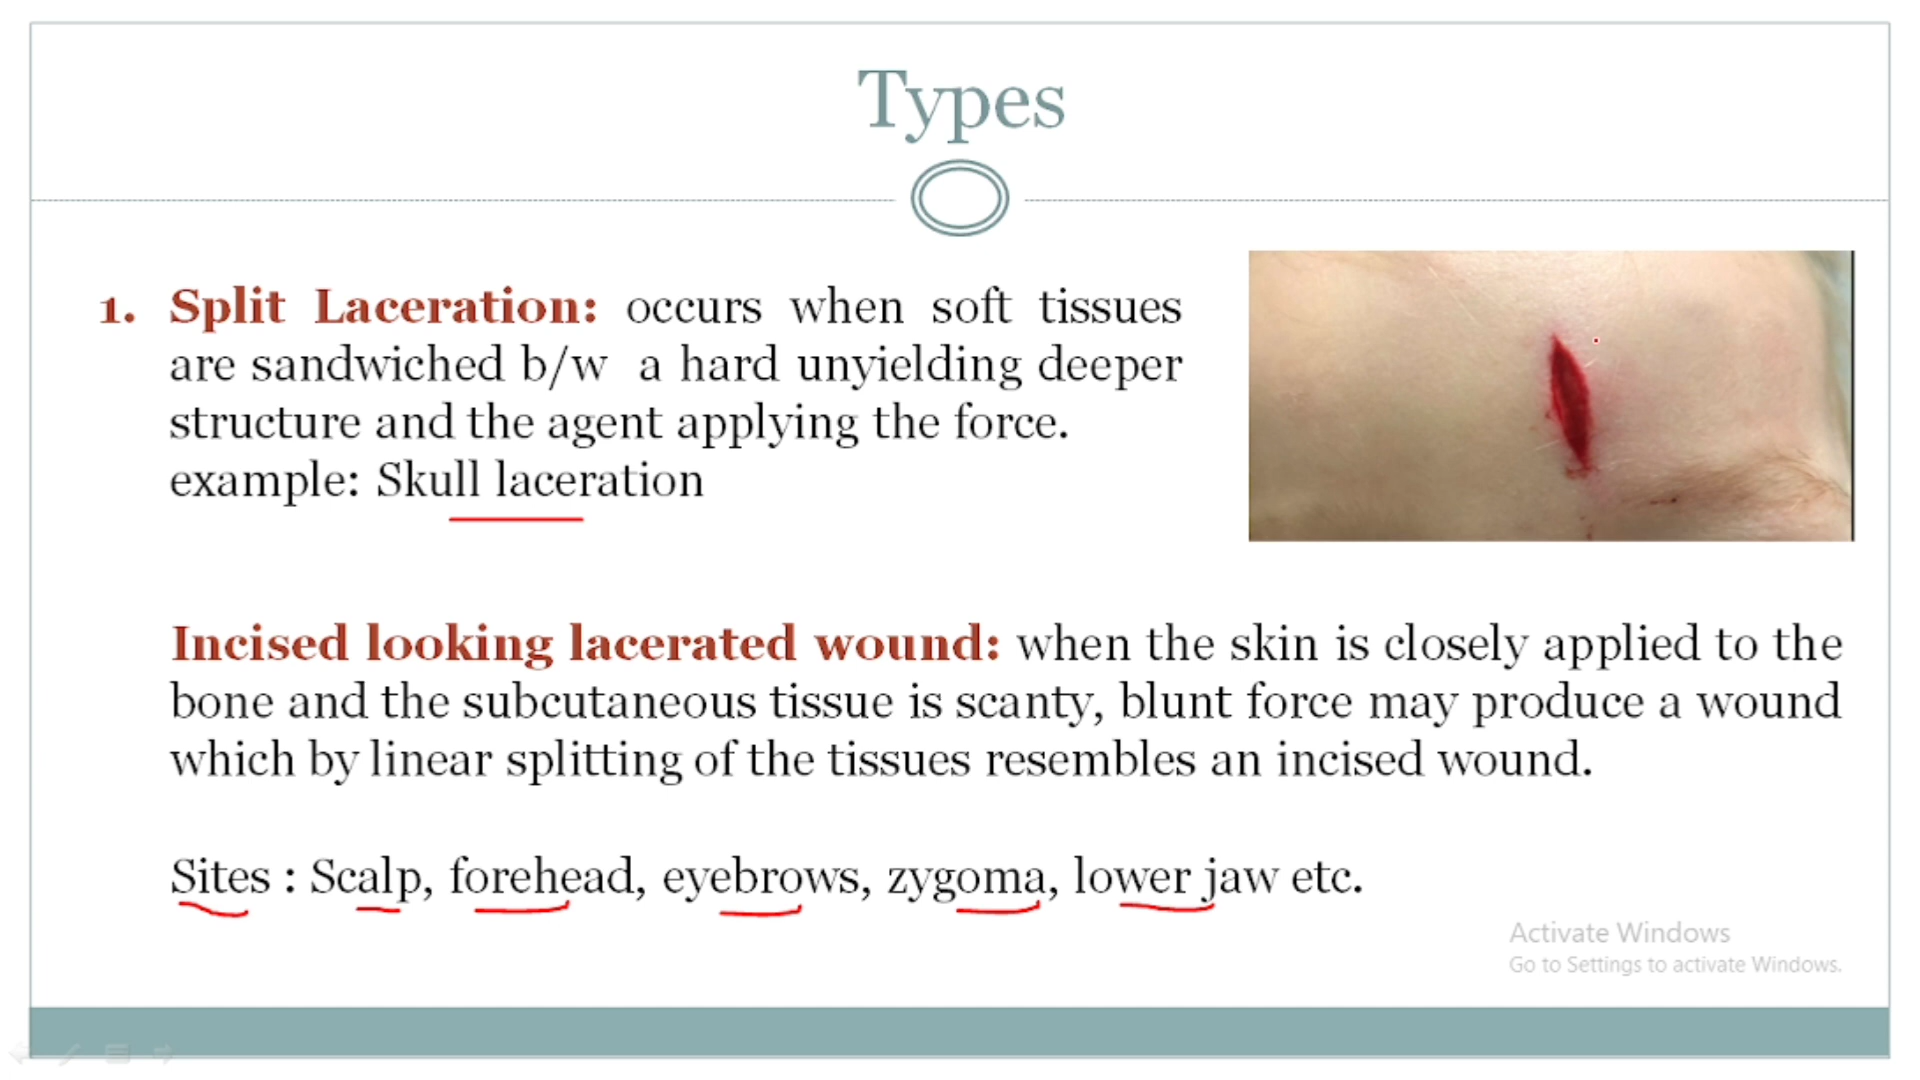 Types
1. Split Laceration: occurs when soft tissues
are sandwiched b/w a hard unyielding deeper
structure and the agent applying the force.
example: Skull laceration
Incised looking lacerated wound: when the skin is closely applied to the
bone and the subcutaneous tissue is scanty, blunt force may produce a wound
which by linear splitting of the tissues resembles an incised wound.
Sites : Scalp, forehead, eyebrows, zygoma, lower jaw etc.
Activate Windows
Go to Settings to activate Windows.